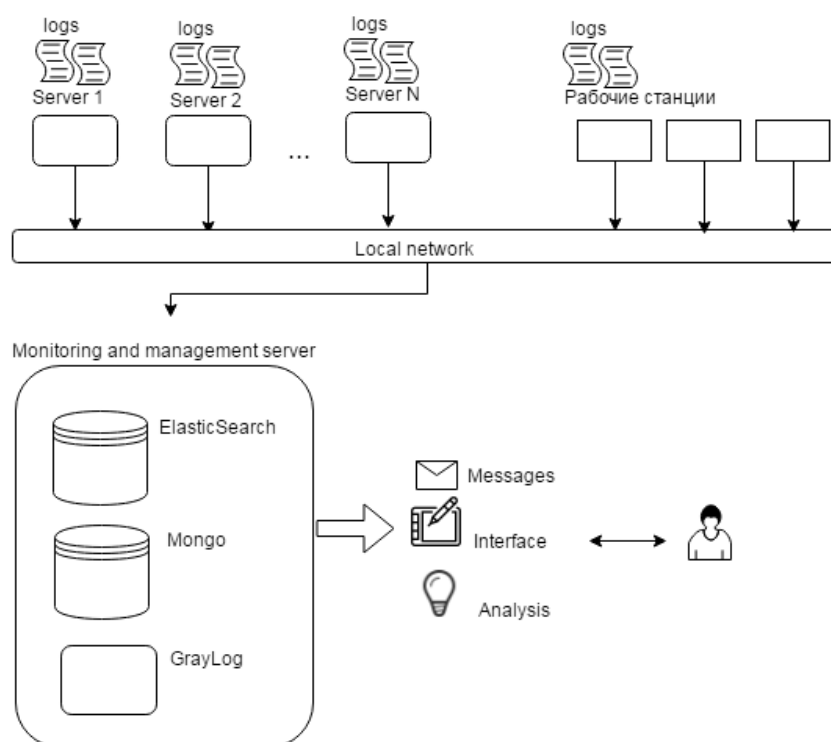 logs
logs
logs
logs
Server 1
Server 2
Server N
Рабочие станции
...
Local network
Monitoring and management server
ElasticSearch
Mongo
GrayLog
Messages
Interface
Analysis